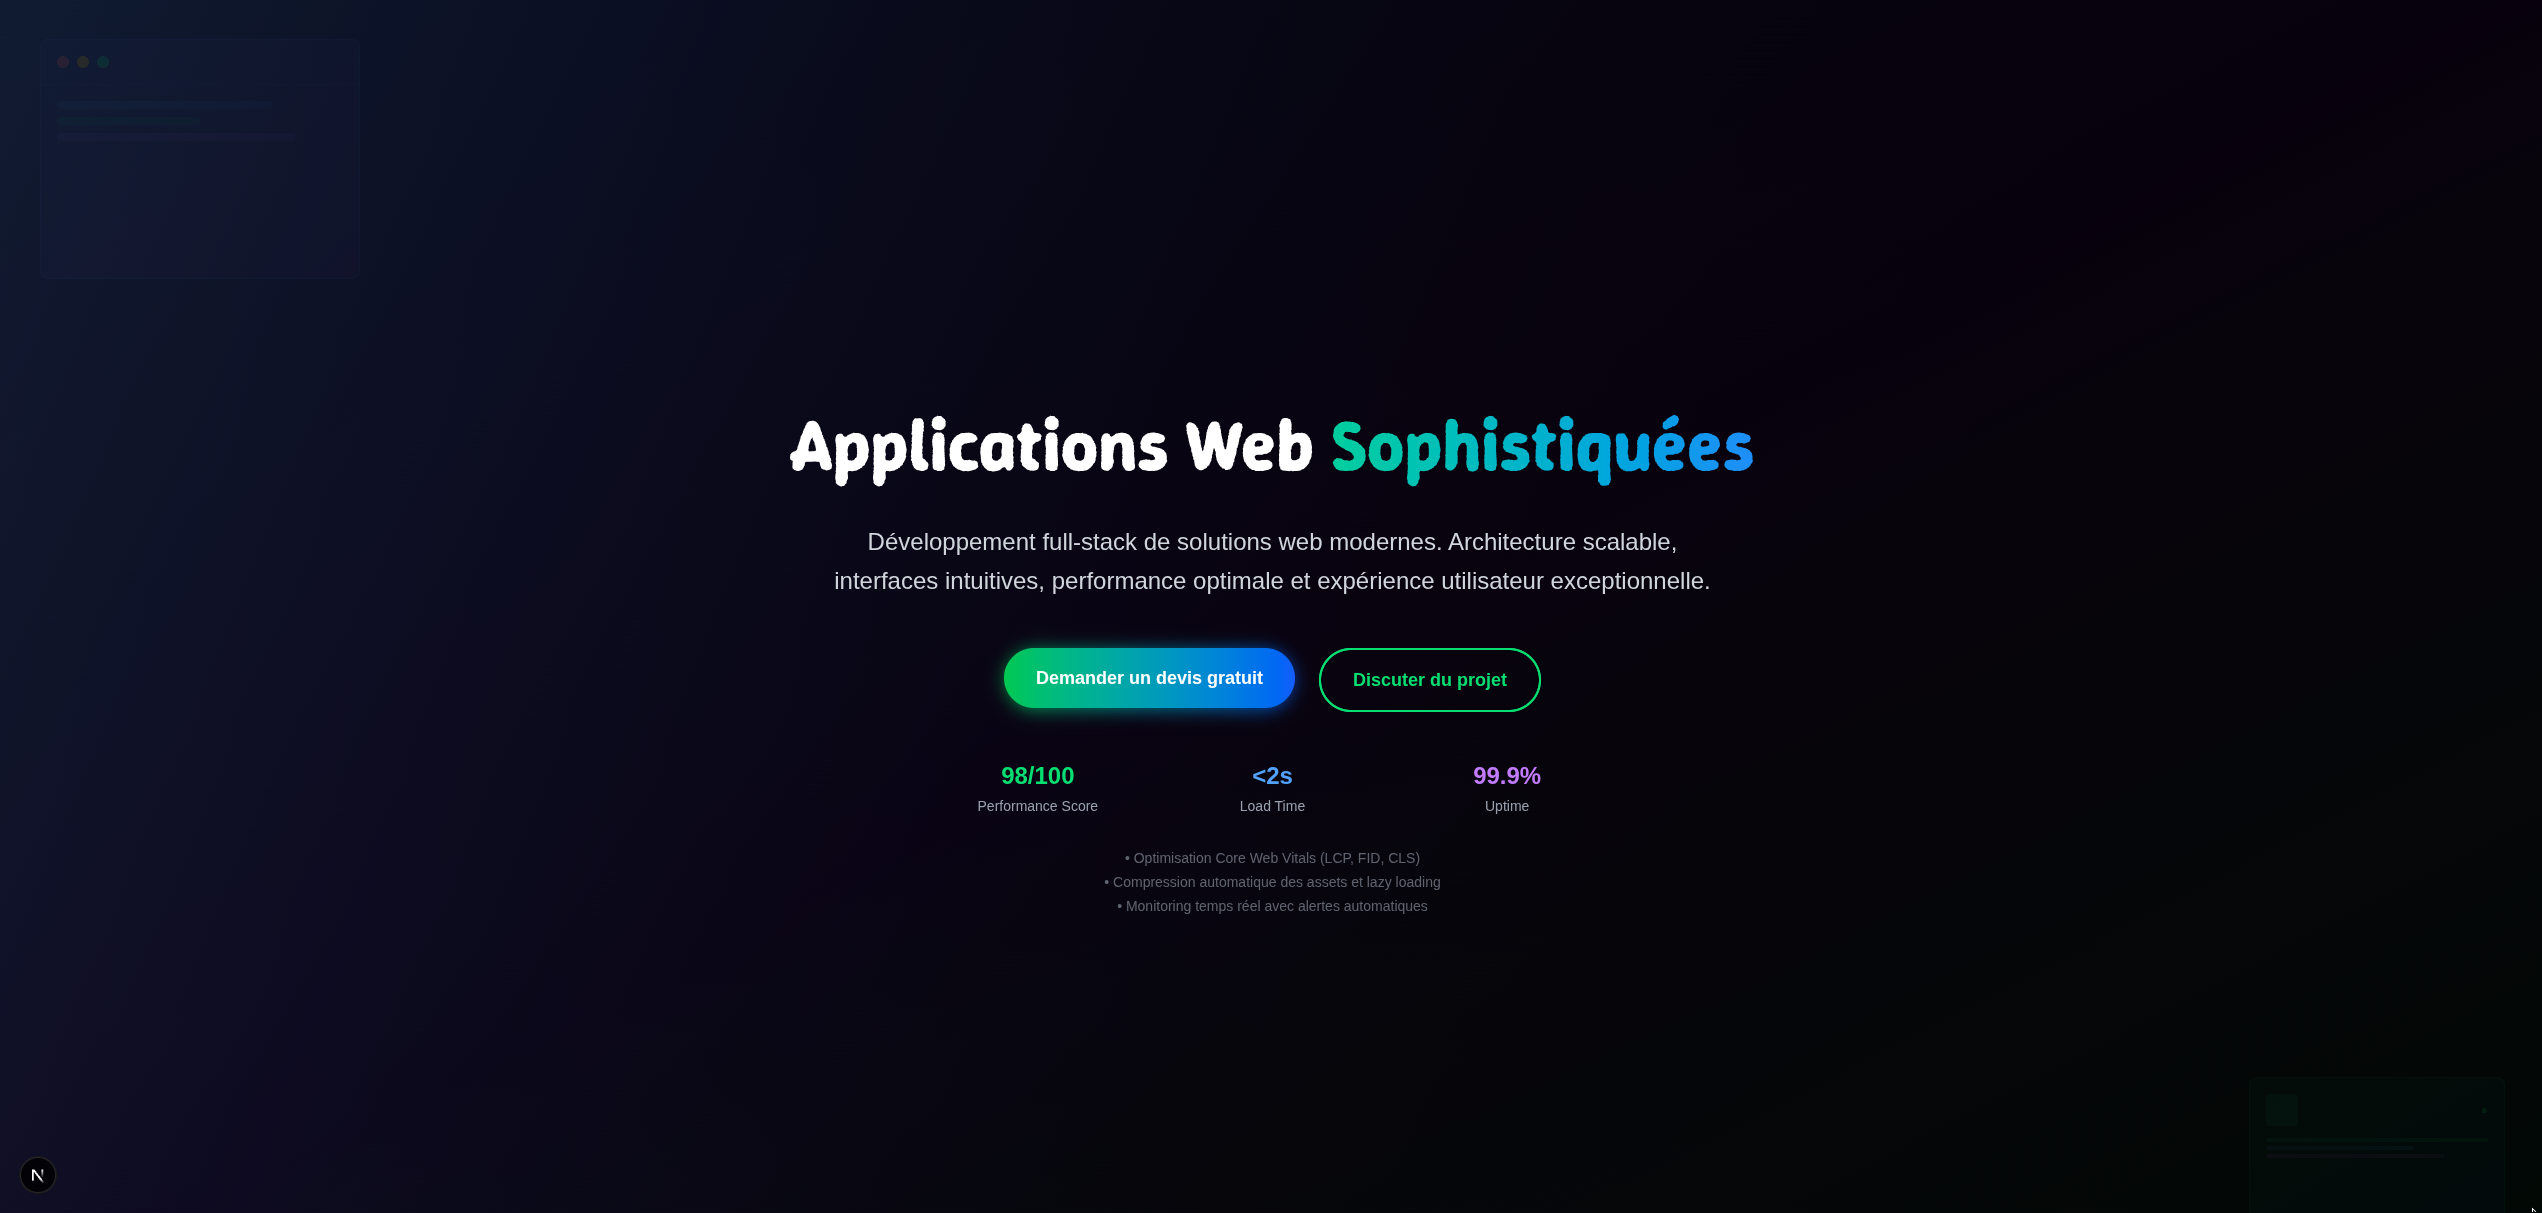 Applications Web Sophistiquées
Développement full-stack de solutions web modernes. Architecture scalable,
interfaces intuitives, performance optimale et expérience utilisateur exceptionnelle.
Demander un devis gratuit
Discuter du projet
98/100
Performance Score
<2s
Load Time
99.9%
Uptime
• Optimisation Core Web Vitals (LCP, FID, CLS)
• Compression automatique des assets et lazy loading
• Monitoring temps réel avec alertes automatiques
N